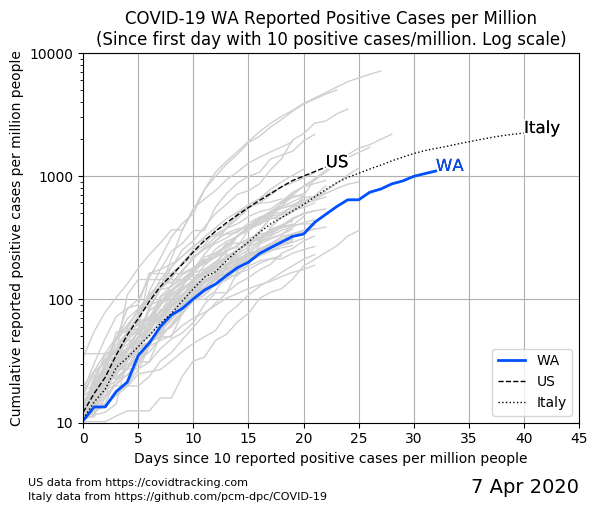 COVID-19 WA Reported Positive Cases per Million
(Since first day with 10 positive cases/million. Log scale)
Cumulative reported positive cases per million people
10000
1000
100
10
US
WA
Italy
WA
US
Italy
0 5 10 15 20 25 30 35 40 45
Days since 10 reported positive cases per million people
US data from https://covidtracking.com
Italy data from https://github.com/pcm-dpc/COVID-19
7 Apr 2020